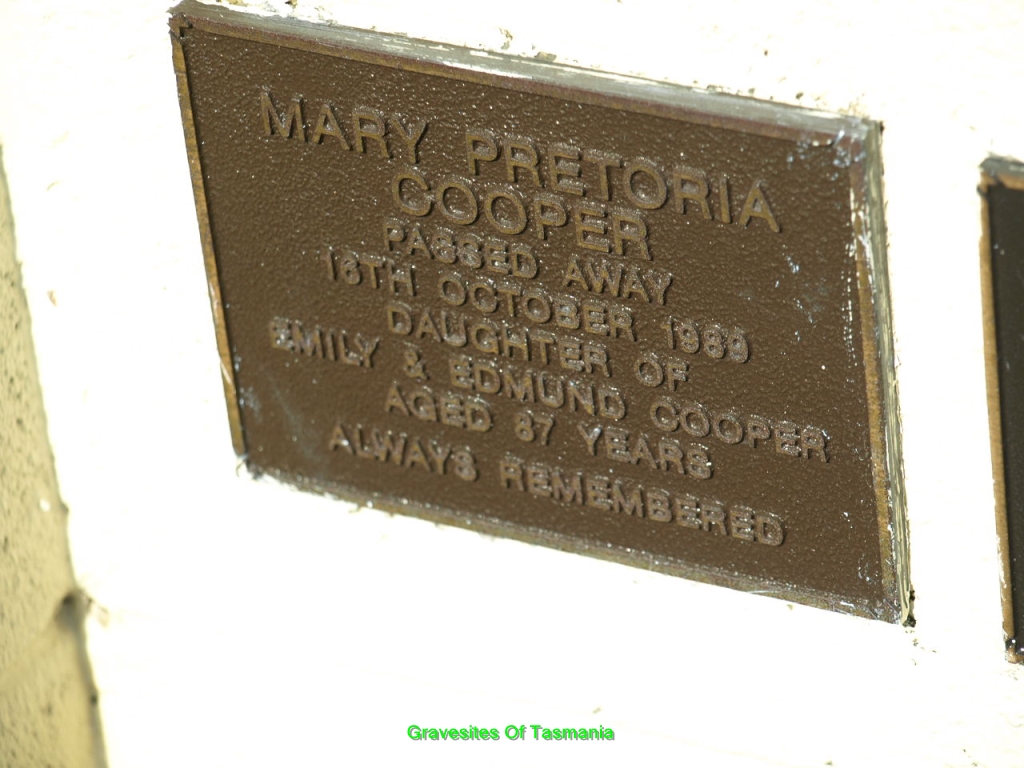 MARY PRETORIA
COOPER
PASSED AWAY
16TH OCTOBER 1989
DAUGHTER OF
EMILY & EDMUND COOPER
AGED 87 YEARS
ALWAYS REMEMBERED
Gravesites Of Tasmania